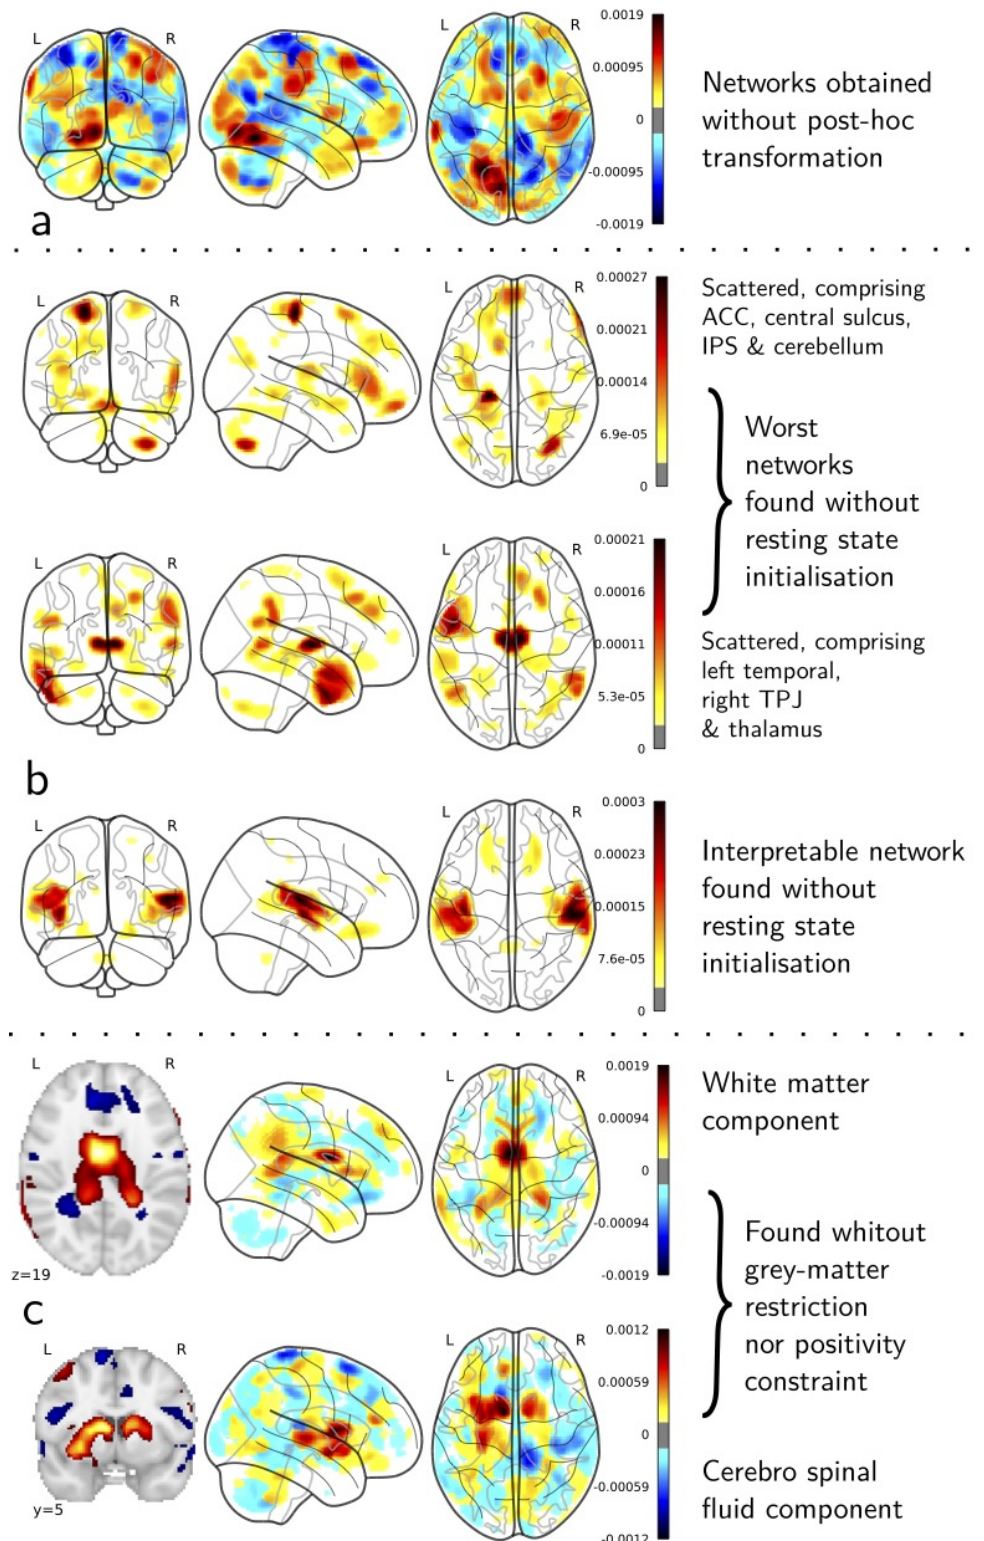 L
R
L
R
0.0019
0.00095
0
-0.00095
-0.0019
Networks obtained
without post-hoc
transformation
a
L
R
L
R
0.00027
0.00021
0.00014
6.9e-05
0
Scattered, comprising
ACC, central sulcus,
IPS & cerebellum
Worst
networks
found without
resting state
initialisation
L
R
L
R
0.00021
0.00016
0.00011
5.3e-05
0
Scattered, comprising
left temporal,
right TPJ
& thalamus
b
L
R
L
R
0.0003
0.00023
0.00015
7.6e-05
0
Interpretable network
found without
resting state
initialisation
L
R
z=19
L
R
0.0019
0.00094
0
-0.00094
-0.0019
White matter
component
Found whitout
grey-matter
restriction
nor positivity
constraint
c
L
R
y=5
L
R
0.0012
0.00059
0
-0.00059
-0.0012
Cerebro spinal
fluid component